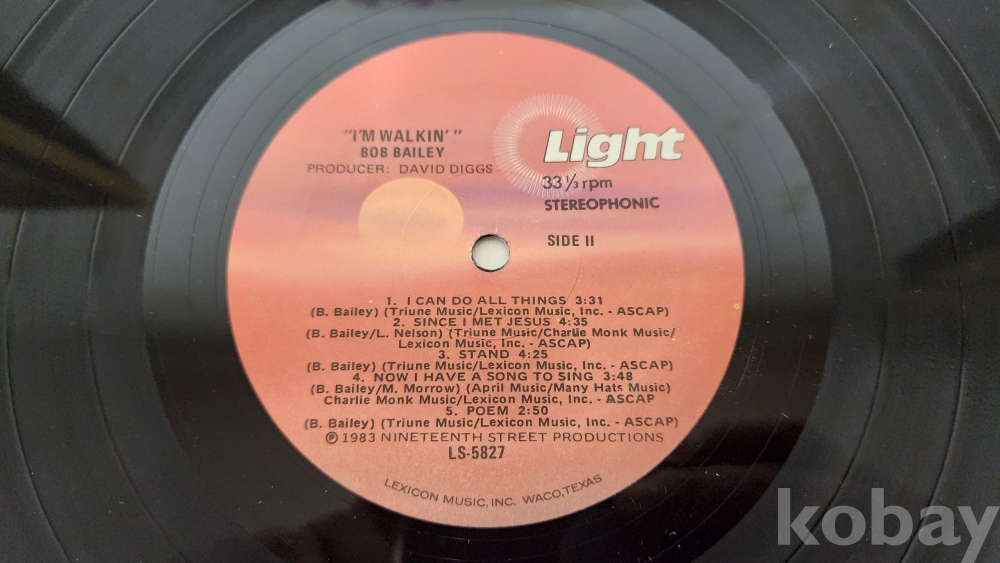 "I'M WALKIN' "
BOB BAILEY
PRODUCER: DAVID DIGGS
Light
33 1/3 rpm
STEREOPHONIC
SIDE II
1. I CAN DO ALL THINGS 3:31
(B. Bailey) (Triune Music/Lexicon Music, Inc. - ASCAP)
2. SINCE I MET JESUS 4:35
(B. Bailey/L. Nelson) (Triune Music/Charlie Monk Music/
Lexicon Music, Inc. - ASCAP)
3. STAND 4:25
(B. Bailey) (Triune Music/Lexicon Music, Inc. - ASCAP)
4. NOW I HAVE A SONG TO SING 3:48
(B. Bailey/M. Morrow) (April Music/Many Hats Music)
Charlie Monk Music/Lexicon Music, Inc. - ASCAP
5. POEM 2:50
(B. Bailey) (Triune Music/Lexicon Music, Inc. - ASCAP)
℗ 1983 NINETEENTH STREET PRODUCTIONS
LS-5827
LEXICON MUSIC, INC. WACO, TEXAS
kobay